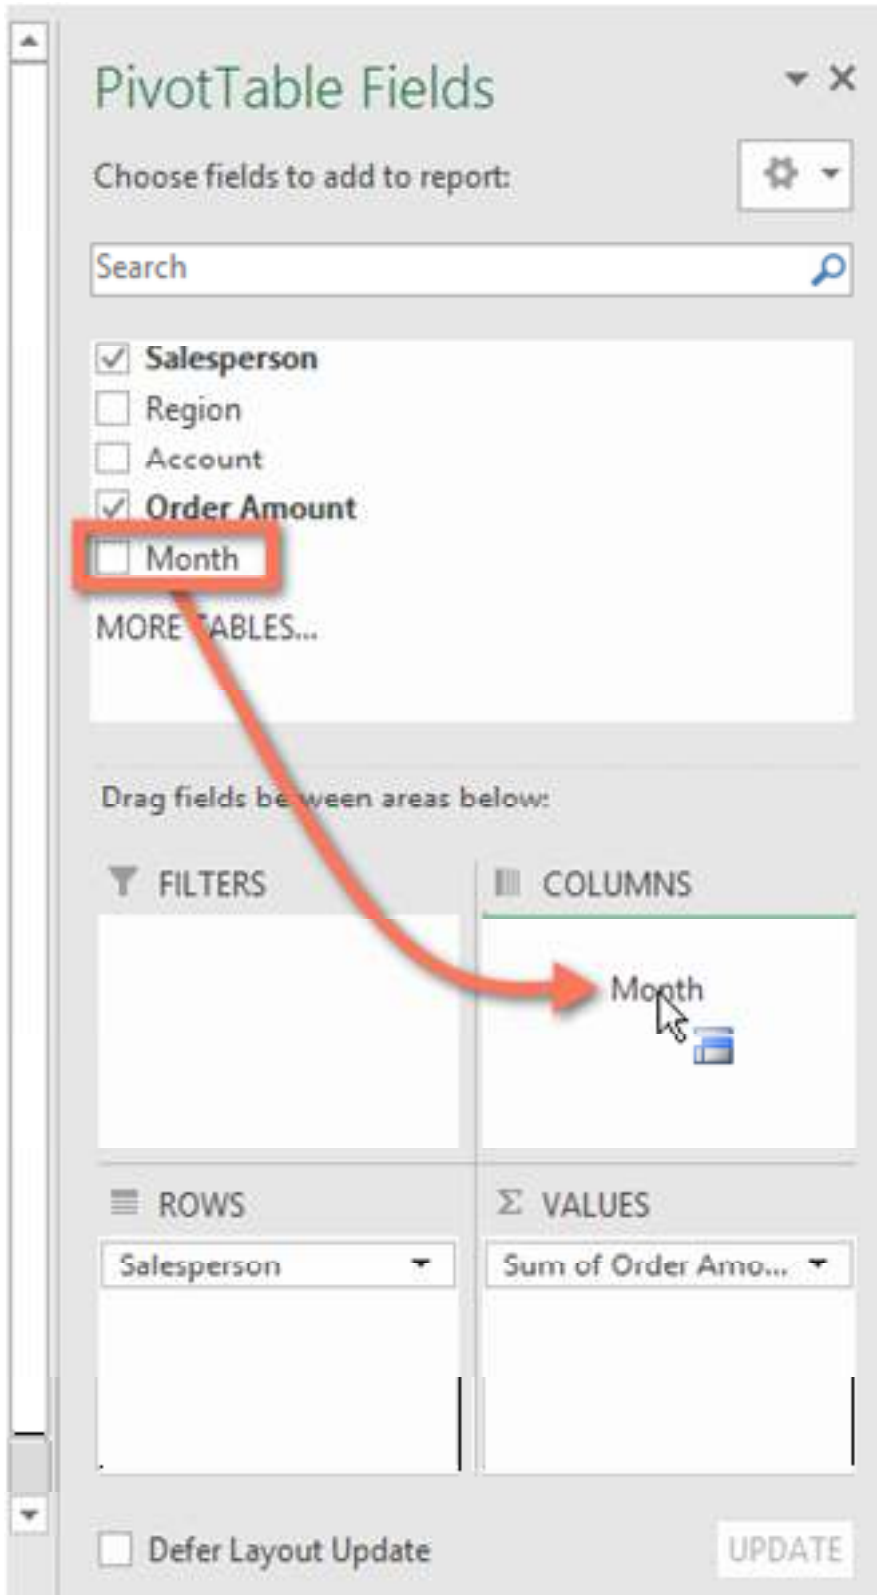 PivotTable Fields
Choose fields to add to report:
Search
Salesperson
Region
Account
Order Amount
Month
MORE TABLES...
Drag fields between areas below:
FILTERS
COLUMNS
Month
ROWS
Σ VALUES
Salesperson
Sum of Order Amo...
Defer Layout Update
UPDATE